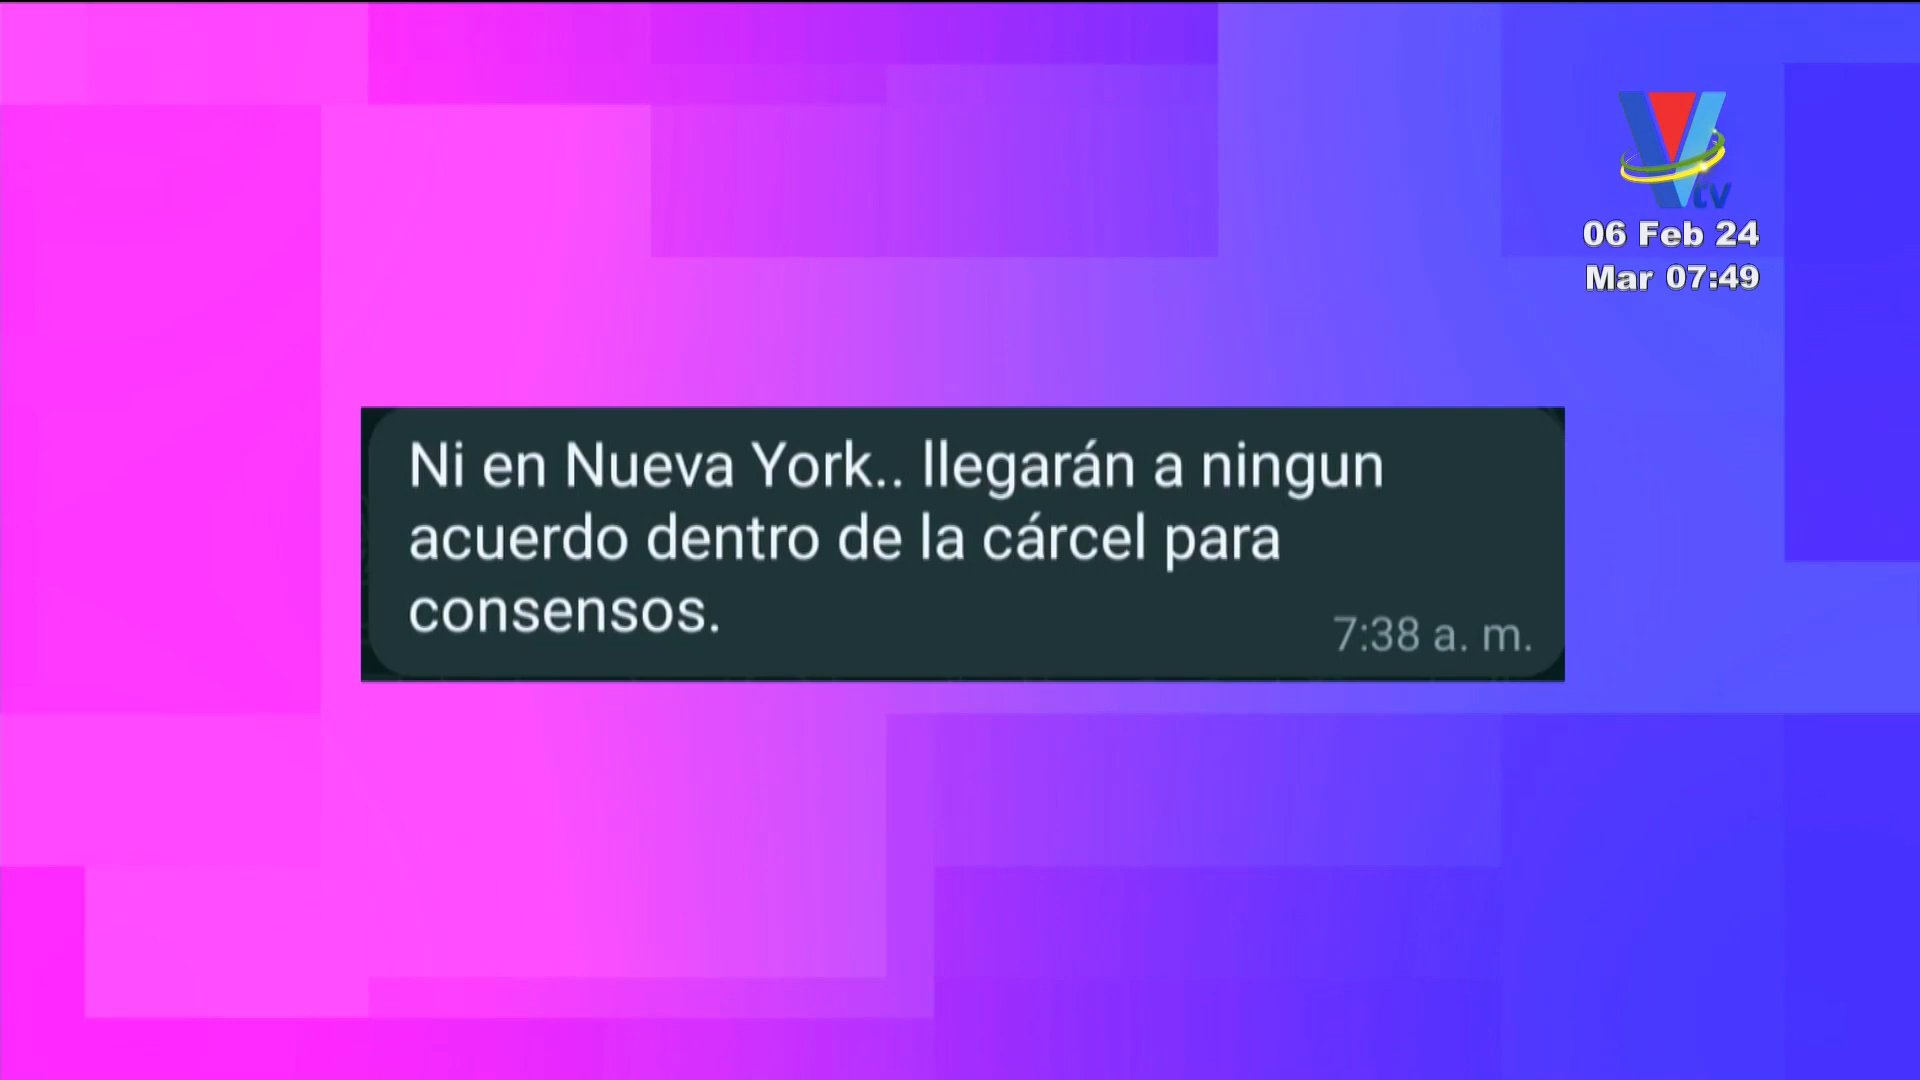 Vtv
06 Feb 24
Mar 07:49
Ni en Nueva York.. llegarán a ningun
acuerdo dentro de la cárcel para
consensos.
7:38 a. m.